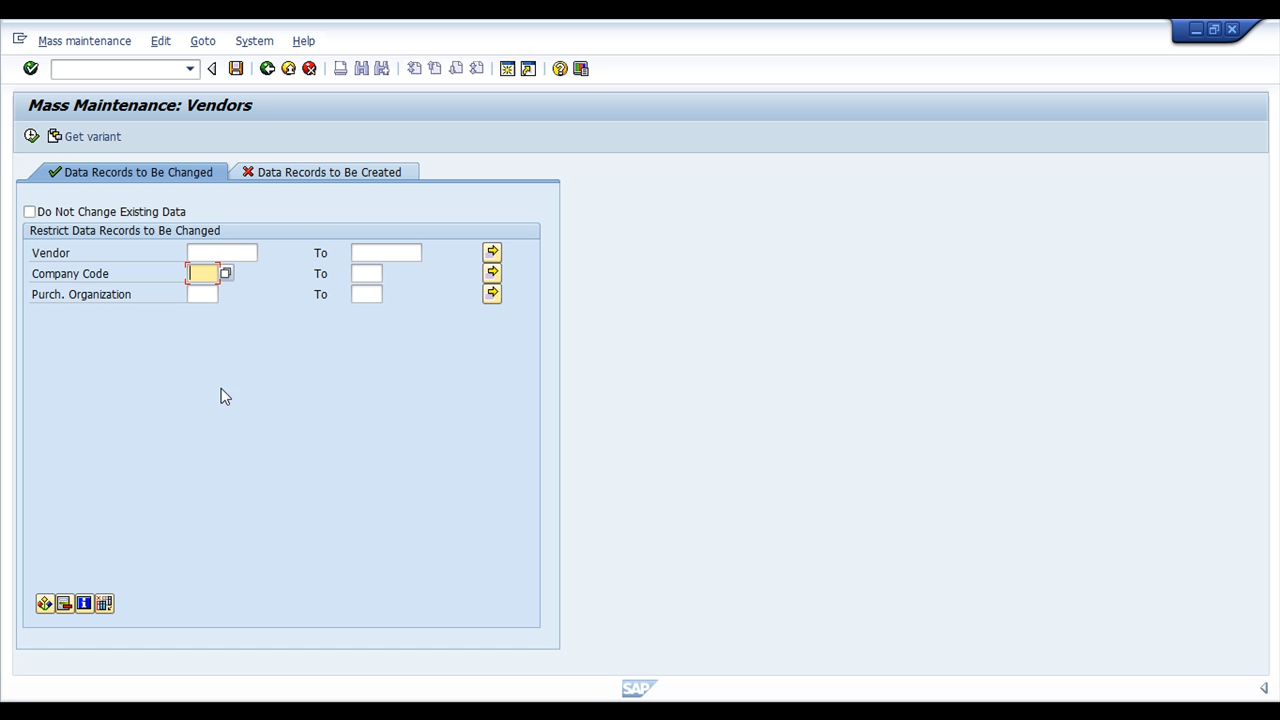 Mass maintenance Edit Goto System Help
Mass Maintenance: Vendors
Get variant
Data Records to Be Changed Data Records to Be Created
Do Not Change Existing Data
Restrict Data Records to Be Changed
Vendor To
Company Code To
Purch. Organization To
SAP